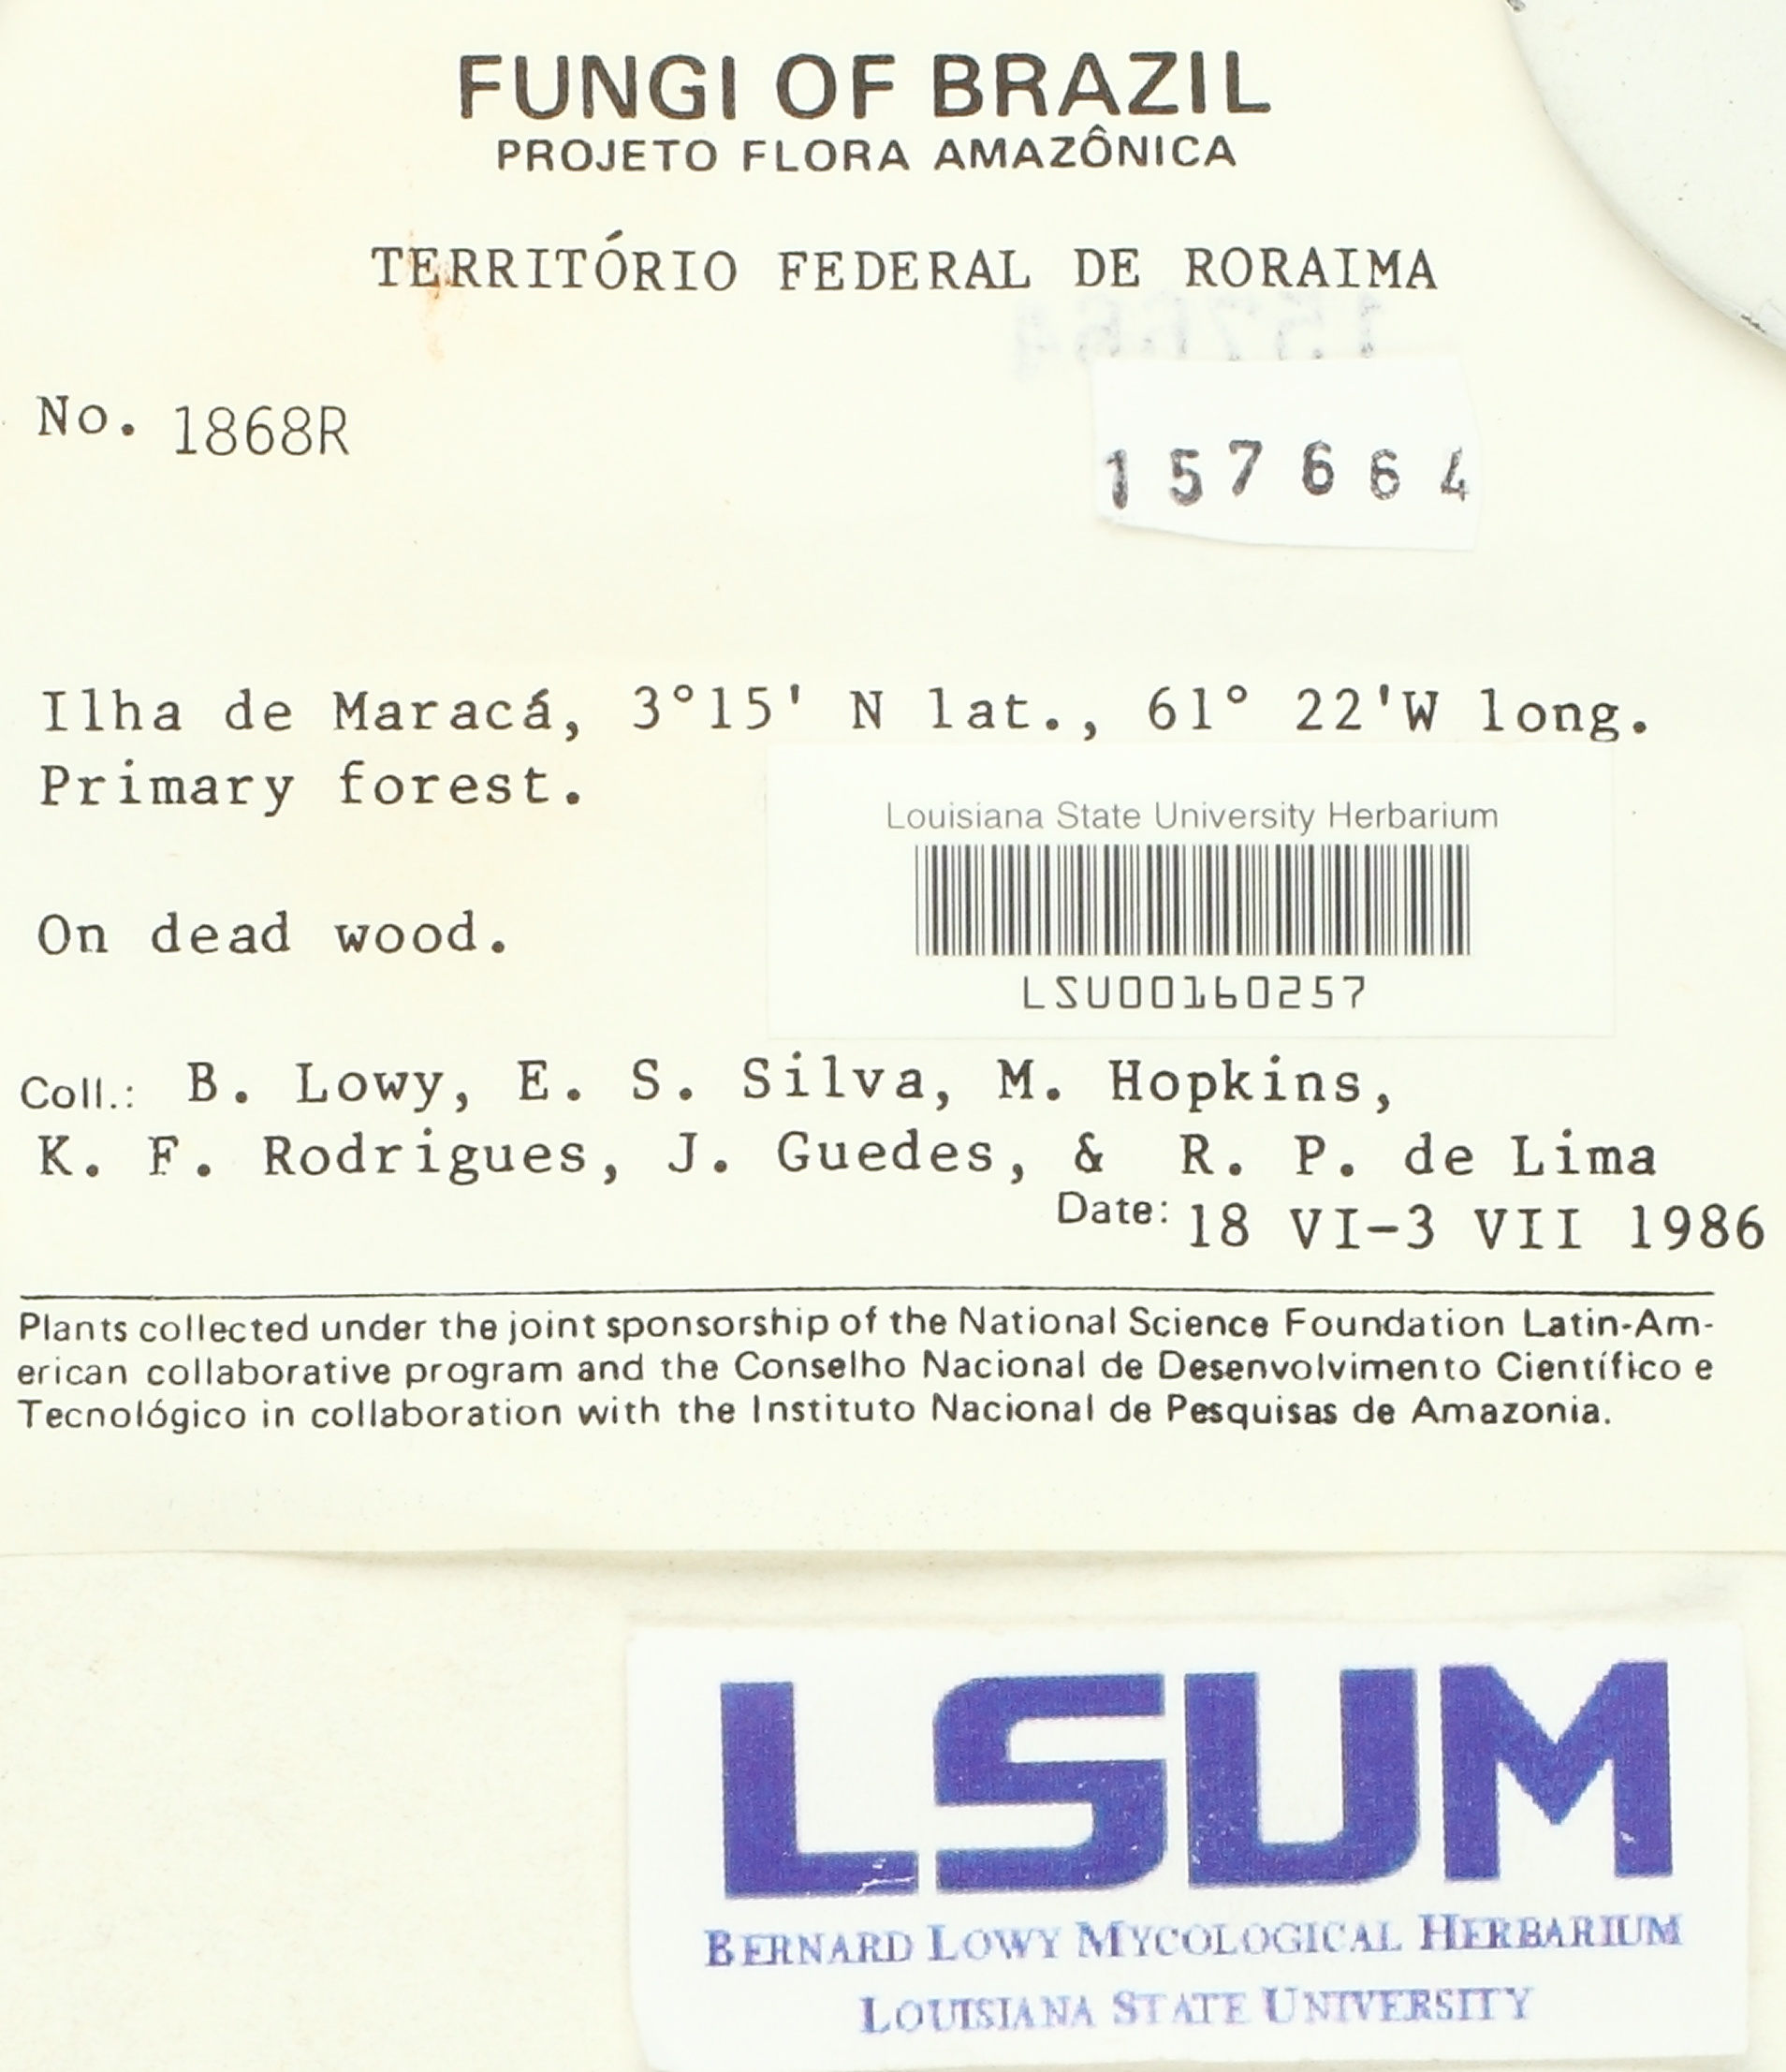 FUNGI OF BRAZIL
PROJETO FLORA AMAZÔNICA
TERRITÓRIO FEDERAL DE RORAIMA
157664
No. 1868R
157664
Ilha de Maracá, 3°15' N lat., 61° 22'W long.
Primary forest.
Louisiana State University Herbarium
On dead wood.
LSU00160257
Coll.: B. Lowy, E. S. Silva, M. Hopkins,
K. F. Rodrigues, J. Guedes, & R. P. de Lima
Date: 18 VI-3 VII 1986
Plants collected under the joint sponsorship of the National Science Foundation Latin-Am-
erican collaborative program and the Conselho Nacional de Desenvolvimento Científico e
Tecnológico in collaboration with the Instituto Nacional de Pesquisas de Amazonia.
LSUM
BERNARD LOWY MYCOLOGICAL HERBARIUM
LOUISIANA STATE UNIVERSITY